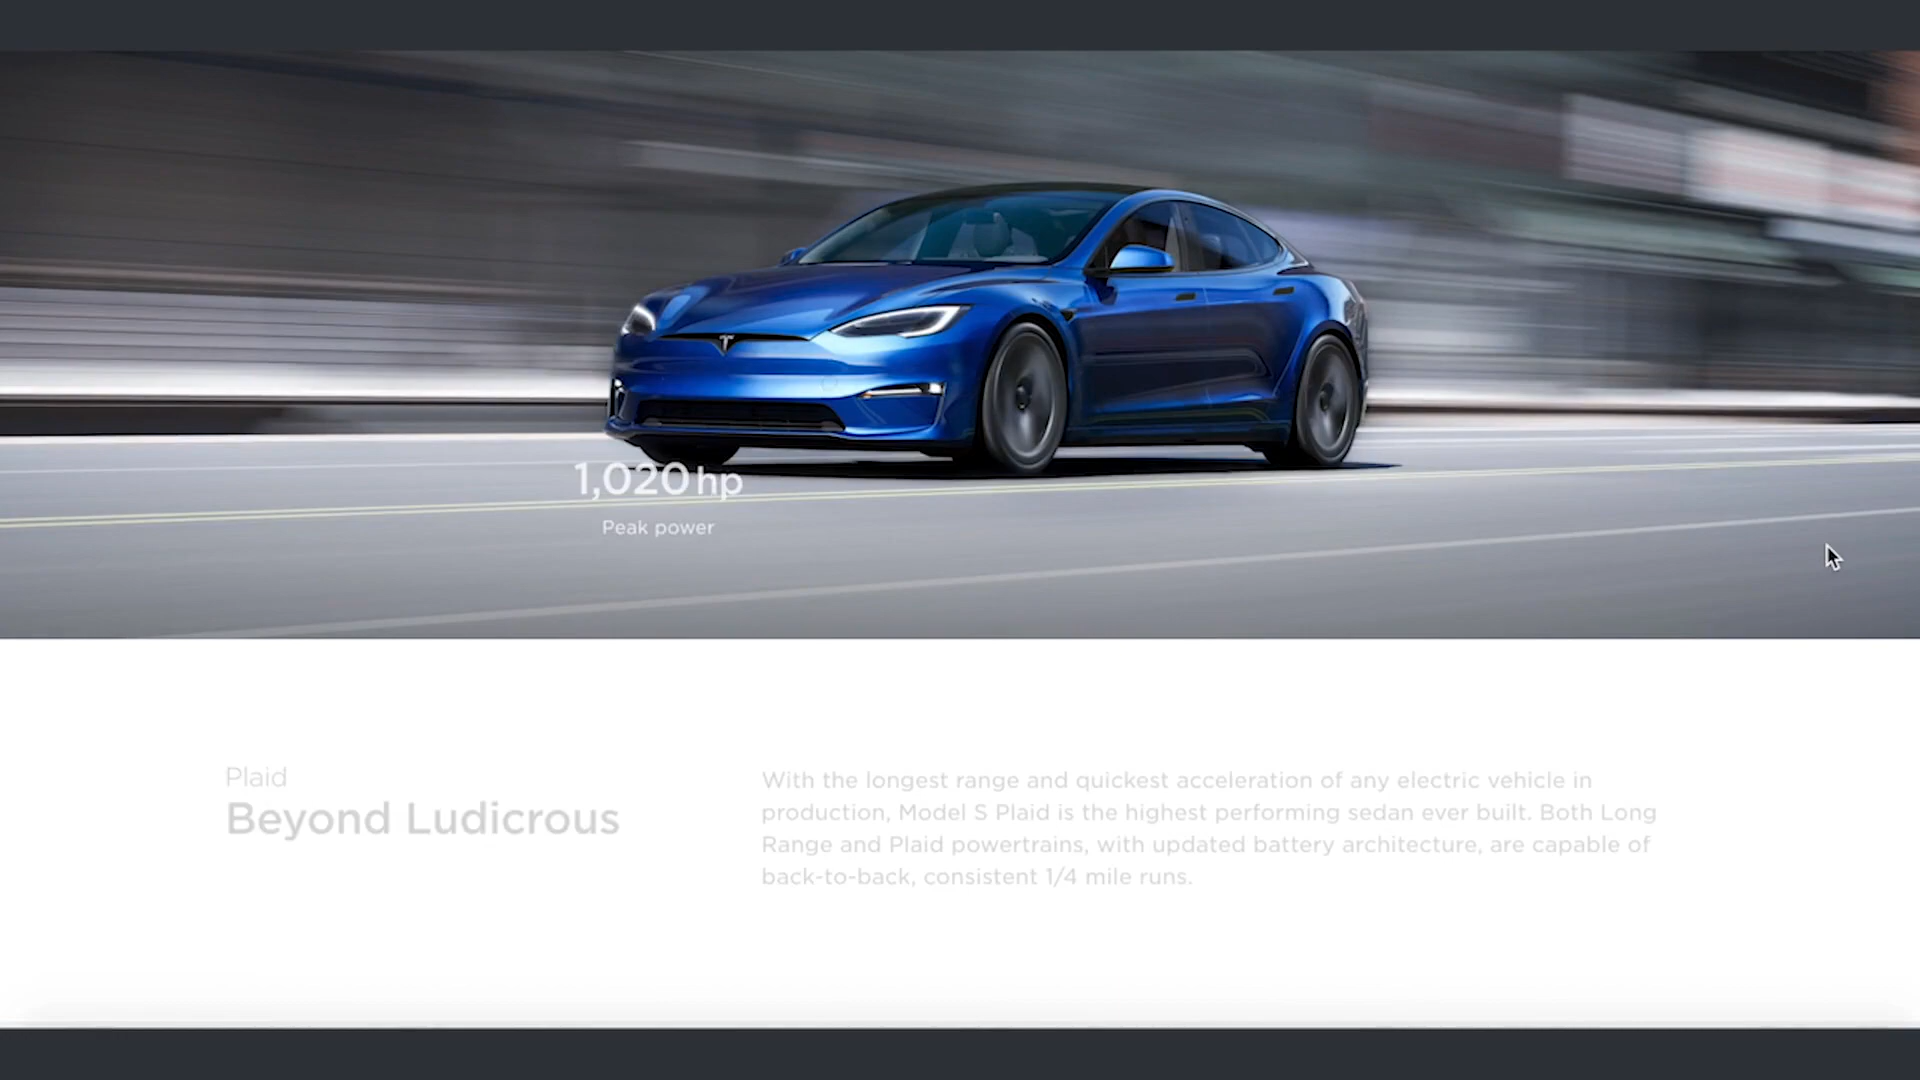 1,020 hp
Peak power
Plaid
Beyond Ludicrous
With the longest range and quickest acceleration of any electric vehicle in
production, Model S Plaid is the highest performing sedan ever built. Both Long
Range and Plaid powertrains, with updated battery architecture, are capable of
back-to-back, consistent 1/4 mile runs.